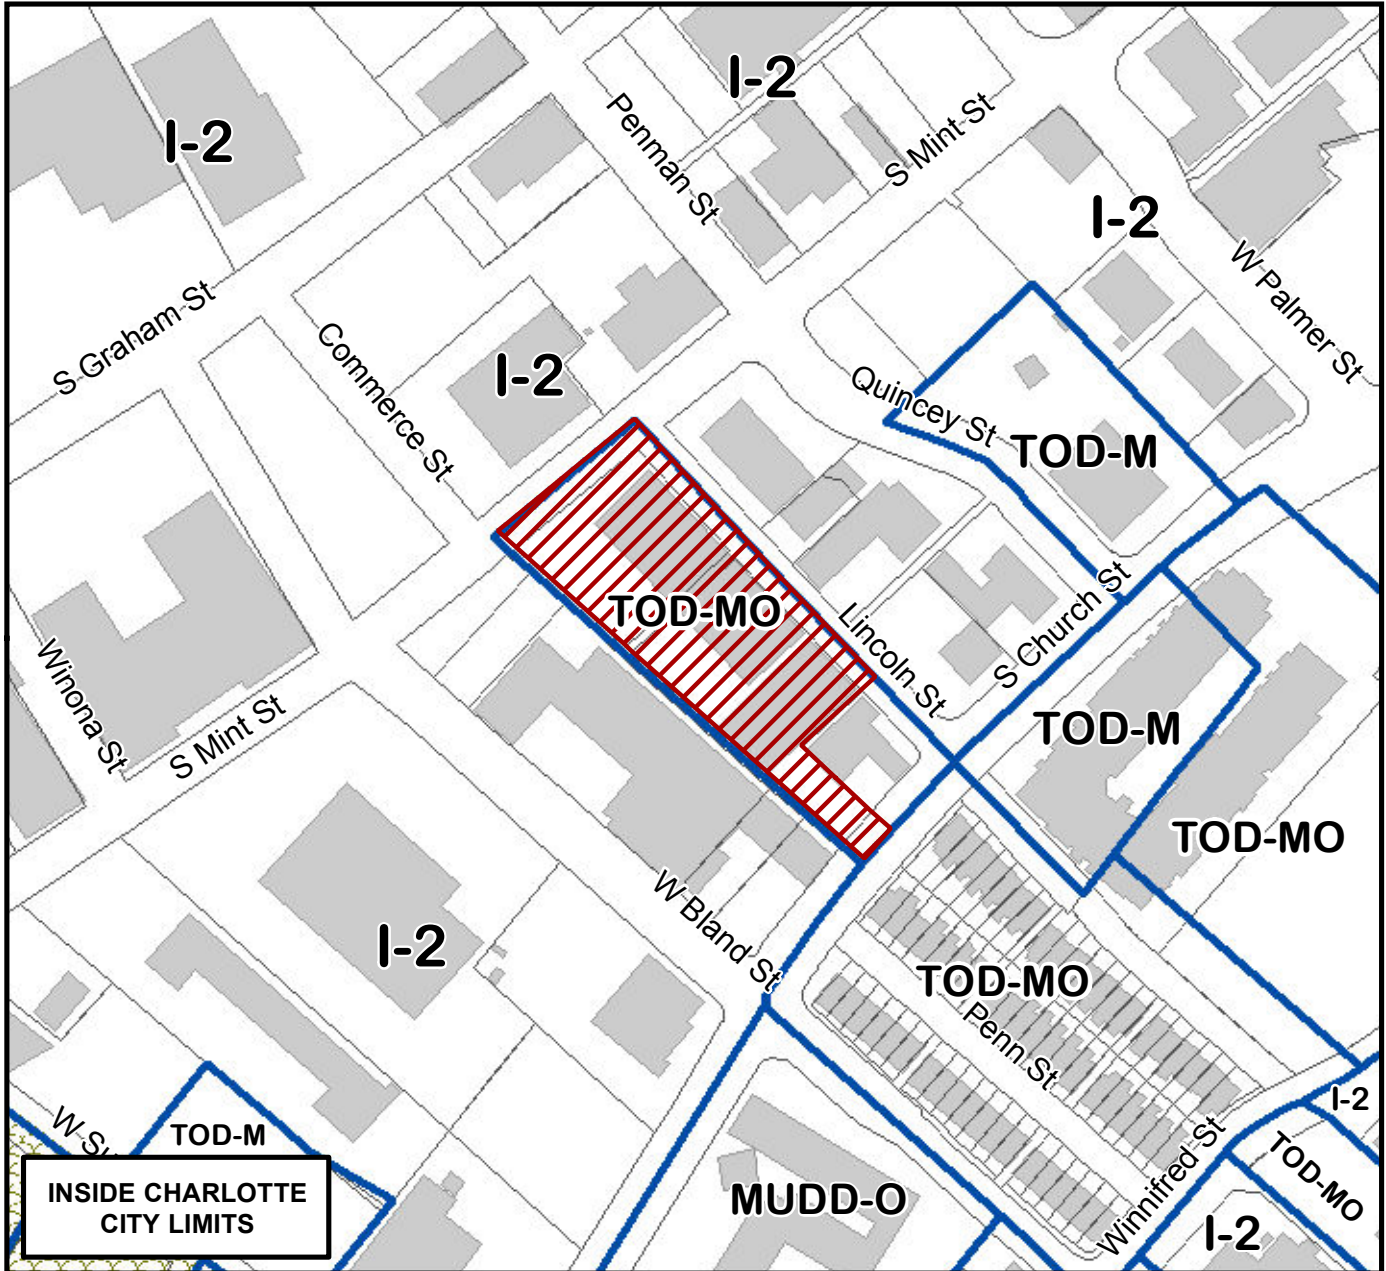 I-2
I-2
Penman St
S Mint St
I-2
W Palmer St
S Graham St
Commerce St
I-2
Quincey St
TOD-M
TOD-MO
Lincoln St
S Church St
Winona St
S Mint St
TOD-M
TOD-MO
W Bland St
I-2
TOD-MO
Penn St
I-2
W Su
TOD-M
TOD-MO
Winnifred St
INSIDE CHARLOTTE
CITY LIMITS
MUDD-O
I-2